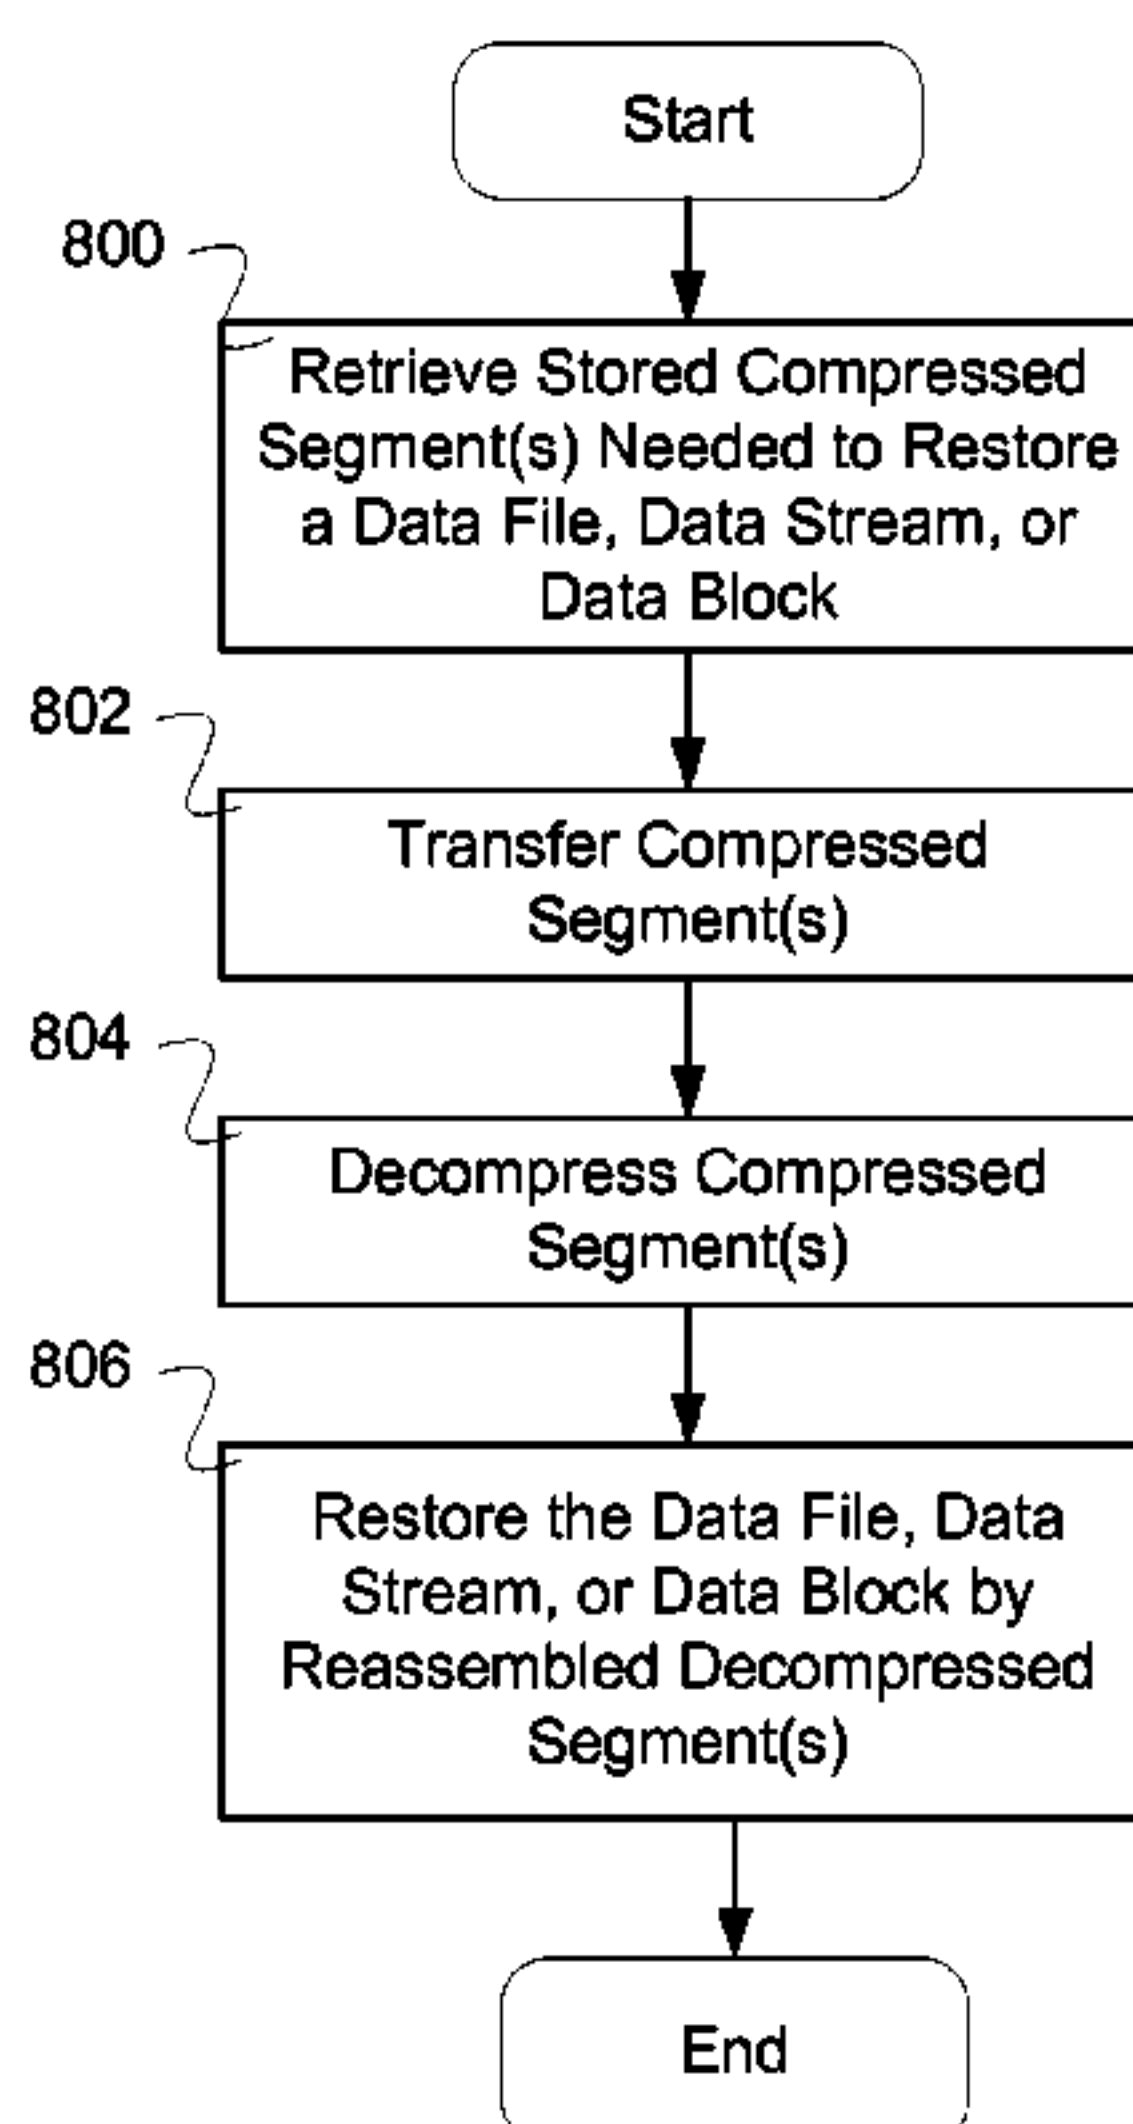 Start
800
Retrieve Stored Compressed
Segment(s) Needed to Restore
a Data File, Data Stream, or
Data Block
802
Transfer Compressed
Segment(s)
804
Decompress Compressed
Segment(s)
806
Restore the Data File, Data
Stream, or Data Block by
Reassembled Decompressed
Segment(s)
End